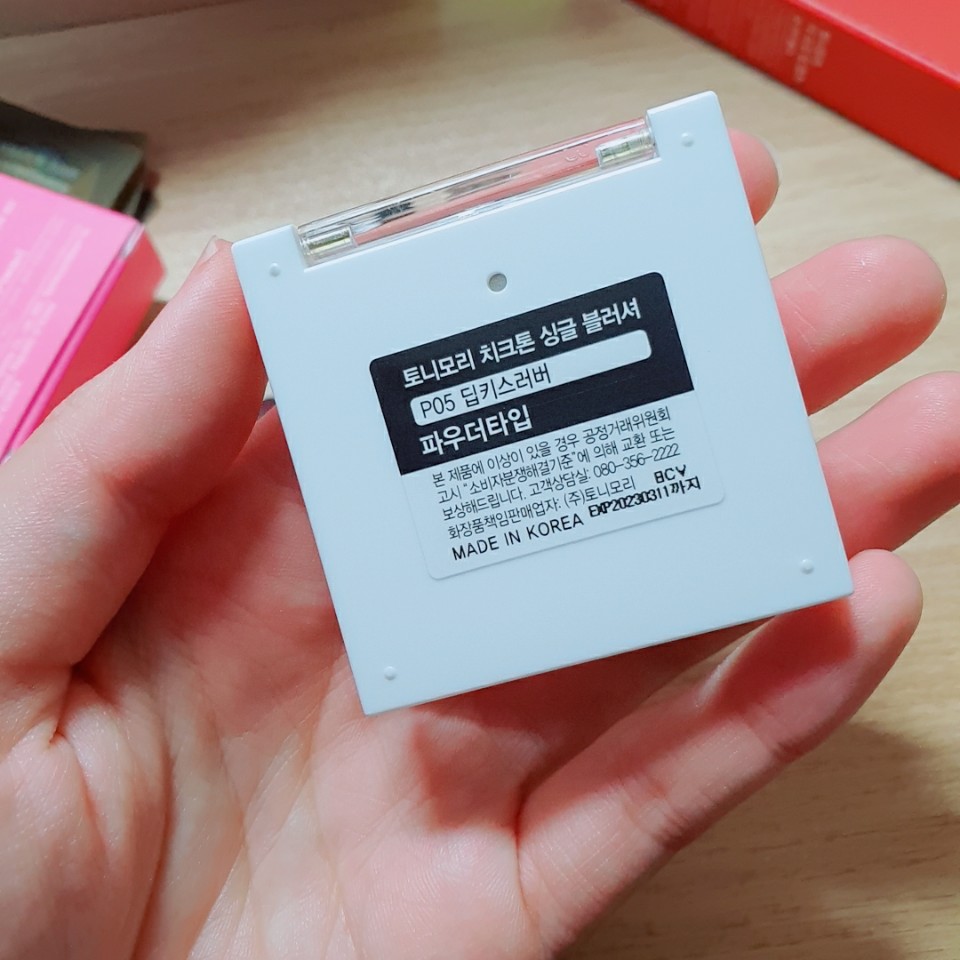 토니모리 치크톤 싱글 블러셔
P05 딥키스러버
파우더타입
본 제품에 이상이 있을 경우 공정거래위원회
고시 "소비자분쟁해결기준"에 의해 교환 또는
보상해드립니다. 고객상담실: 080-356-2222
화장품책임판매업자: (주)토니모리
MADE IN KOREA EXP20230311까지